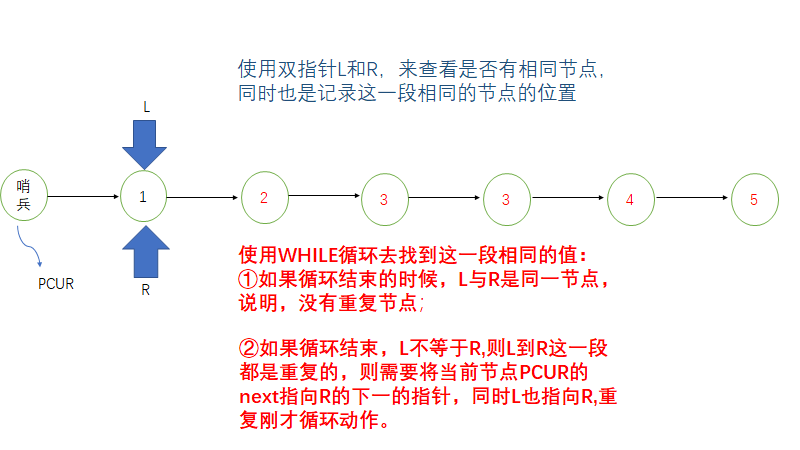 使用双指针L和R，来查看是否有相同节点，
同时也是记录这一段相同的节点的位置
L
哨
兵
1
2
3
3
4
5
PCUR
R
使用WHILE循环去找到这一段相同的值：
①如果循环结束的时候，L与R是同一节点，
说明，没有重复节点；
②如果循环结束，L不等于R,则L到R这一段
都是重复的，则需要将当前节点PCUR的
next指向R的下一的指针，同时L也指向R,重
复刚才循环动作。